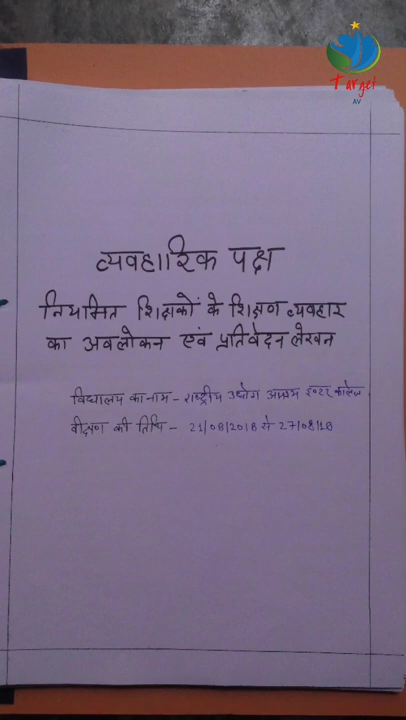 Target
AV
व्यवहारिक पक्ष
नियमित शिक्षकों के शिक्षण व्यवहार
का अवलोकन एवं प्रतिवेदन लेखन
विद्यालय का नाम - राष्ट्रीय उद्योग आश्रम इण्टर कालेज
वीक्षण की तिथि - 21/08/2018 से 27/08/18